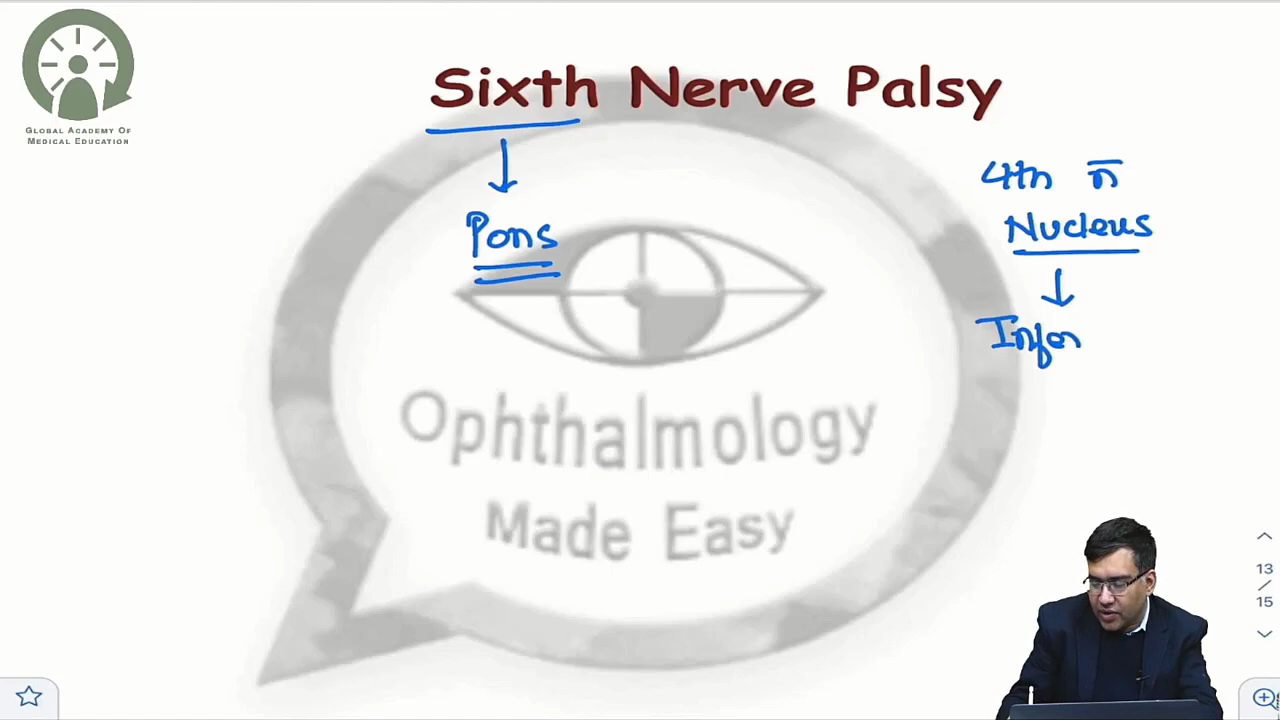 GLOBAL ACADEMY OF
MEDICAL EDUCATION
Sixth Nerve Palsy
Pons
4th n̄
Nucleus
Infer
Ophthalmology
Made Easy
13
/
15